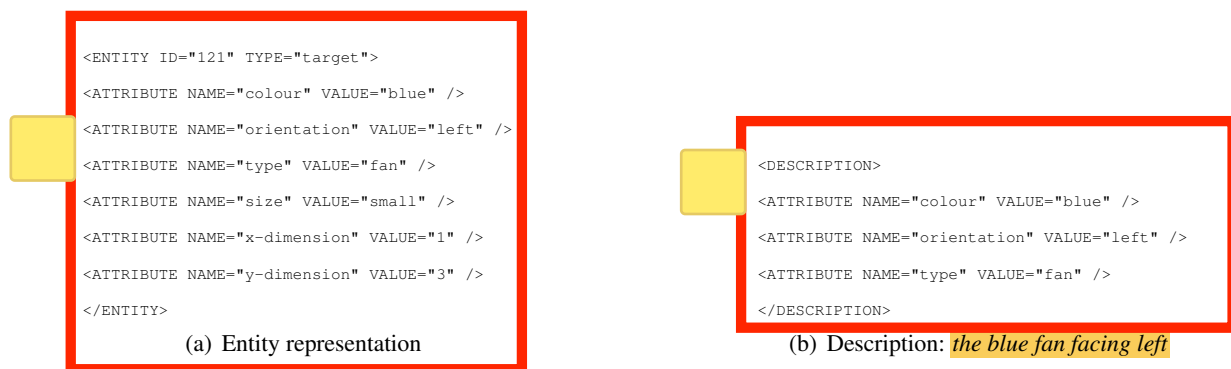 <ENTITY ID="121" TYPE="target">
<ATTRIBUTE NAME="colour" VALUE="blue" />
<ATTRIBUTE NAME="orientation" VALUE="left" />
<ATTRIBUTE NAME="type" VALUE="fan" />
<ATTRIBUTE NAME="size" VALUE="small" />
<ATTRIBUTE NAME="x-dimension" VALUE="1" />
<ATTRIBUTE NAME="y-dimension" VALUE="3" />
</ENTITY>
(a) Entity representation
<DESCRIPTION>
<ATTRIBUTE NAME="colour" VALUE="blue" />
<ATTRIBUTE NAME="orientation" VALUE="left" />
<ATTRIBUTE NAME="type" VALUE="fan" />
</DESCRIPTION>
(b) Description: the blue fan facing left